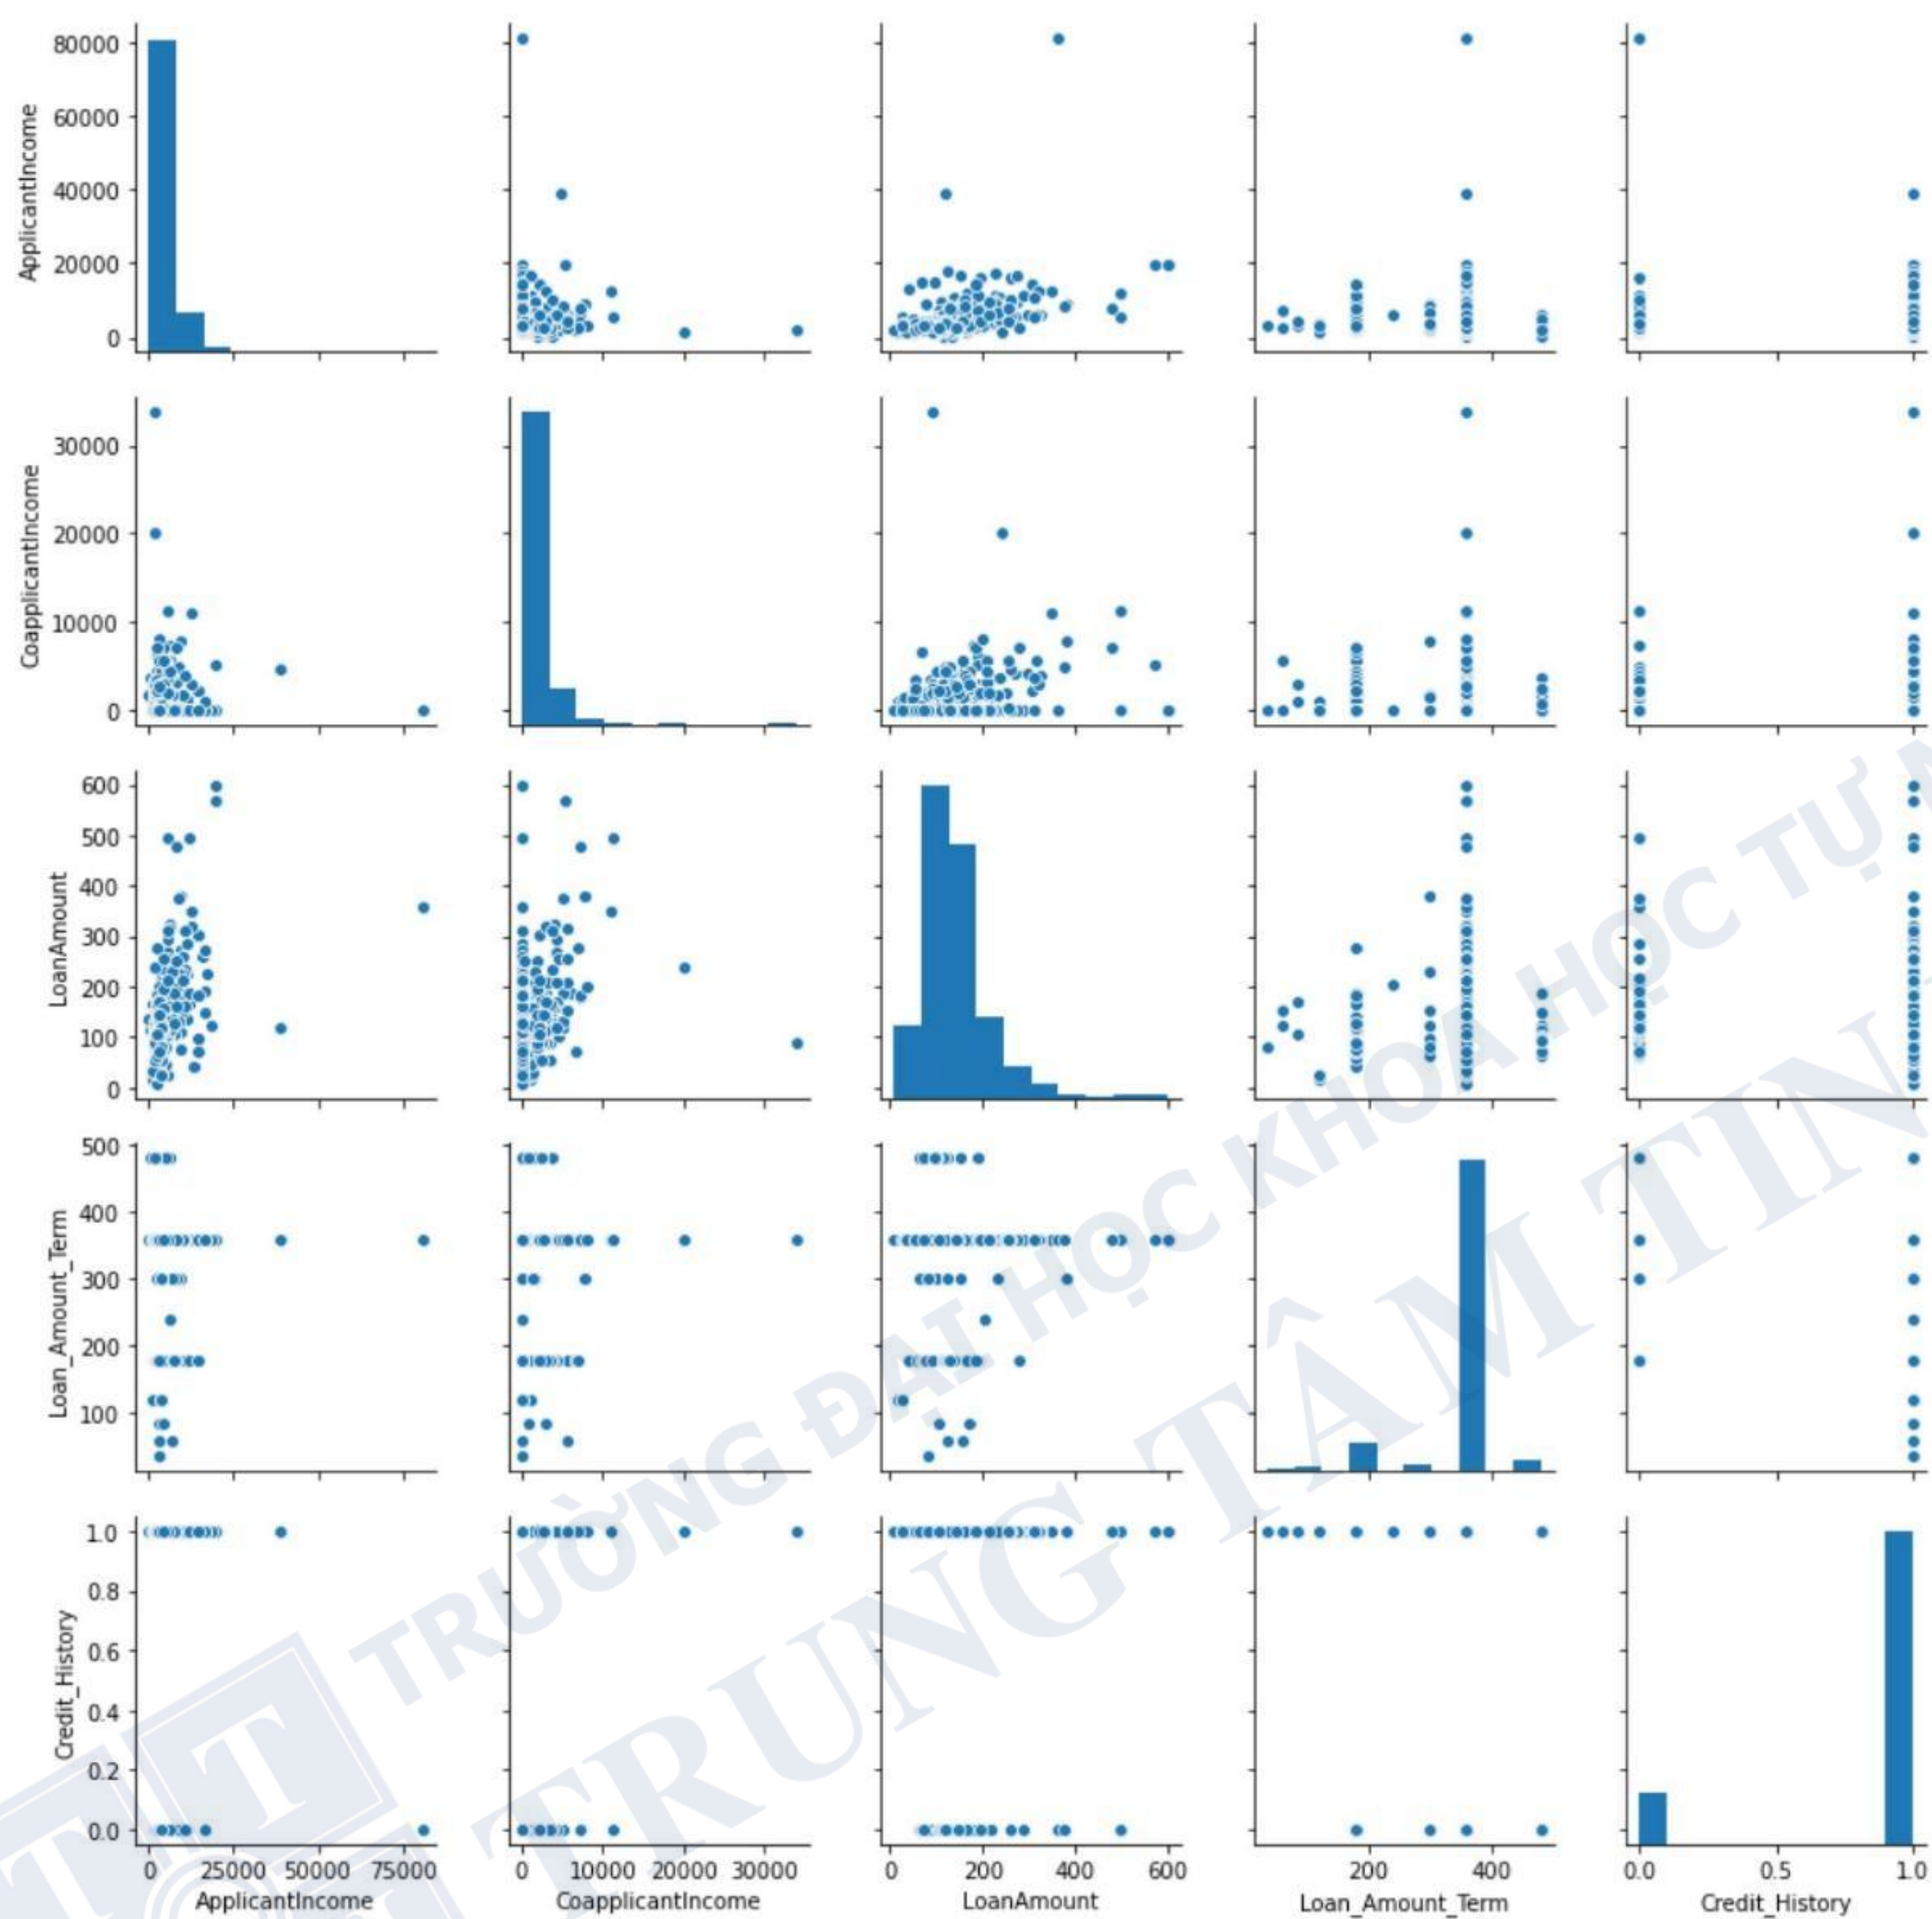 80000
60000
40000
20000
0
ApplicantIncome
30000
20000
10000
0
CoapplicantIncome
600
500
400
300
200
100
0
LoanAmount
500
400
300
200
100
Loan_Amount_Term
1.0
0.8
0.6
0.4
0.2
0.0
Credit_History
0 25000 50000 75000
ApplicantIncome
0 10000 20000 30000
CoapplicantIncome
0 200 400 600
LoanAmount
200 400
Loan_Amount_Term
0.0 0.5 1.0
Credit_History
TRƯỜNG ĐẠI HỌC KHOA HỌC TỰ
TRUNG TÂM TIN